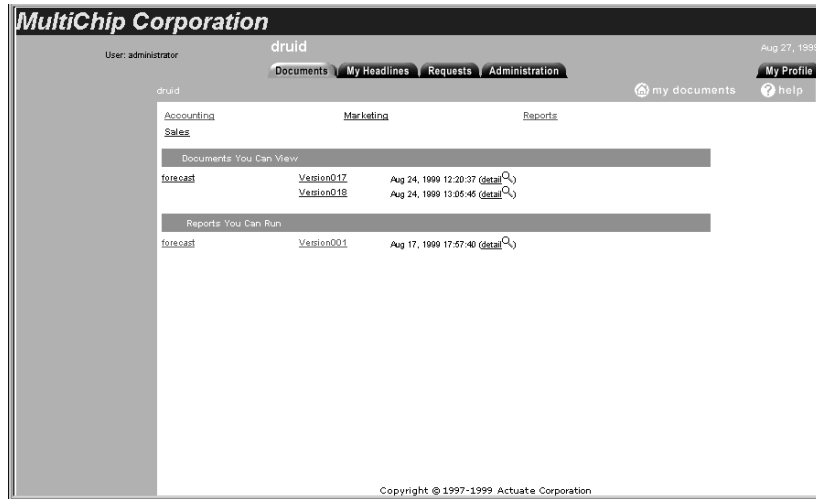 MultiChip Corporation
User: administrator
druid
Aug 27, 1999
Documents My Headlines Requests Administration My Profile
druid my documents help
Accounting Marketing Reports
Sales
Documents You Can View
forecast Version017 Aug 24, 1999 12:20:37 (detail)
Version018 Aug 24, 1999 13:05:45 (detail)
Reports You Can Run
forecast Version001 Aug 17, 1999 17:57:40 (detail)
Copyright © 1997-1999 Actuate Corporation